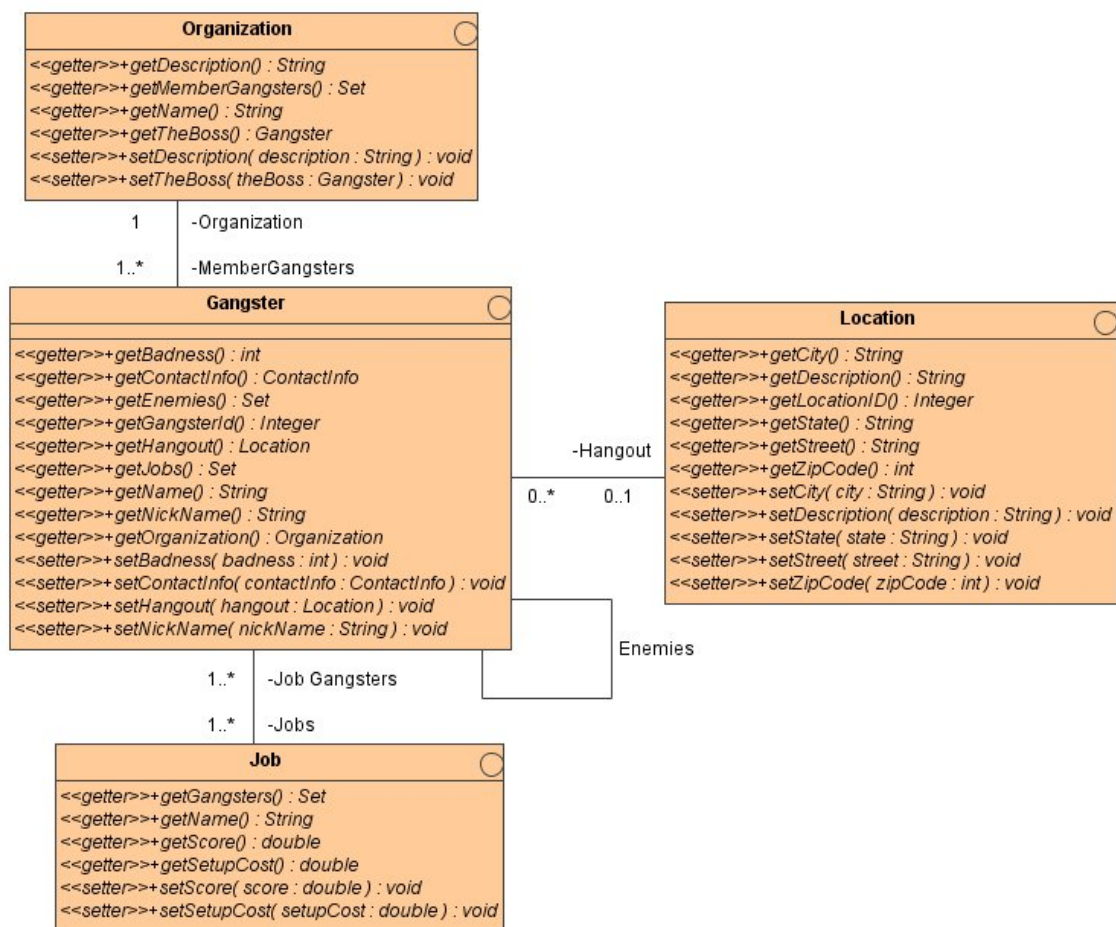 Organization
<<getter>>+getDescription() : String
<<getter>>+getMemberGangsters() : Set
<<getter>>+getName() : String
<<getter>>+getTheBoss() : Gangster
<<setter>>+setDescription( description : String ) : void
<<setter>>+setTheBoss( theBoss : Gangster ) : void
1 -Organization
1..* -MemberGangsters
Gangster
<<getter>>+getBadness() : int
<<getter>>+getContactInfo() : ContactInfo
<<getter>>+getEnemies() : Set
<<getter>>+getGangsterId() : Integer
<<getter>>+getHangout() : Location
<<getter>>+getJobs() : Set
<<getter>>+getName() : String
<<getter>>+getNickName() : String
<<getter>>+getOrganization() : Organization
<<setter>>+setBadness( badness : int ) : void
<<setter>>+setContactInfo( contactInfo : ContactInfo ) : void
<<setter>>+setHangout( hangout : Location ) : void
<<setter>>+setNickName( nickName : String ) : void
-Hangout
0..* 0..1
Location
<<getter>>+getCity() : String
<<getter>>+getDescription() : String
<<getter>>+getLocationID() : Integer
<<getter>>+getState() : String
<<getter>>+getStreet() : String
<<getter>>+getZipCode() : int
<<setter>>+setCity( city : String ) : void
<<setter>>+setDescription( description : String ) : void
<<setter>>+setState( state : String ) : void
<<setter>>+setStreet( street : String ) : void
<<setter>>+setZipCode( zipCode : int ) : void
Enemies
1..* -Job Gangsters
1..* -Jobs
Job
<<getter>>+getGangsters() : Set
<<getter>>+getName() : String
<<getter>>+getScore() : double
<<getter>>+getSetupCost() : double
<<setter>>+setScore( score : double ) : void
<<setter>>+setSetupCost( setupCost : double ) : void